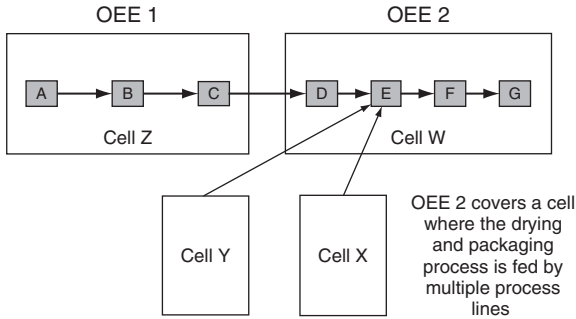 OEE 1
OEE 2
A
B
C
D
E
F
G
Cell Z
Cell W
Cell Y
Cell X
OEE 2 covers a cell
where the drying
and packaging
process is fed by
multiple process
lines